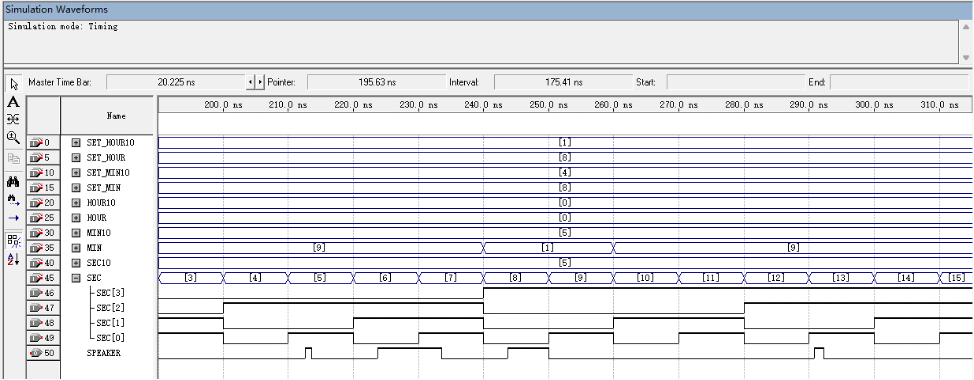 Simulation Waveforms
Simulation mode: Timing
Master Time Bar: 20.225 ns Pointer: 195.63 ns Interval: 175.41 ns Start: End:
Name 200.0 ns 210.0 ns 220.0 ns 230.0 ns 240.0 ns 250.0 ns 260.0 ns 270.0 ns 280.0 ns 290.0 ns 300.0 ns 310.0 ns
0 SET_HOUR10 [1]
5 SET_HOUR [8]
10 SET_MIN10 [4]
15 SET_MIN [8]
20 HOUR10 [0]
25 HOUR [0]
30 MIN10 [5]
35 MIN [9] [1] [9]
40 SEC10 [5]
45 SEC [3] [4] [5] [6] [7] [8] [9] [10] [11] [12] [13] [14] [15]
46 SEC[3]
47 SEC[2]
48 SEC[1]
49 SEC[0]
50 SPEAKER